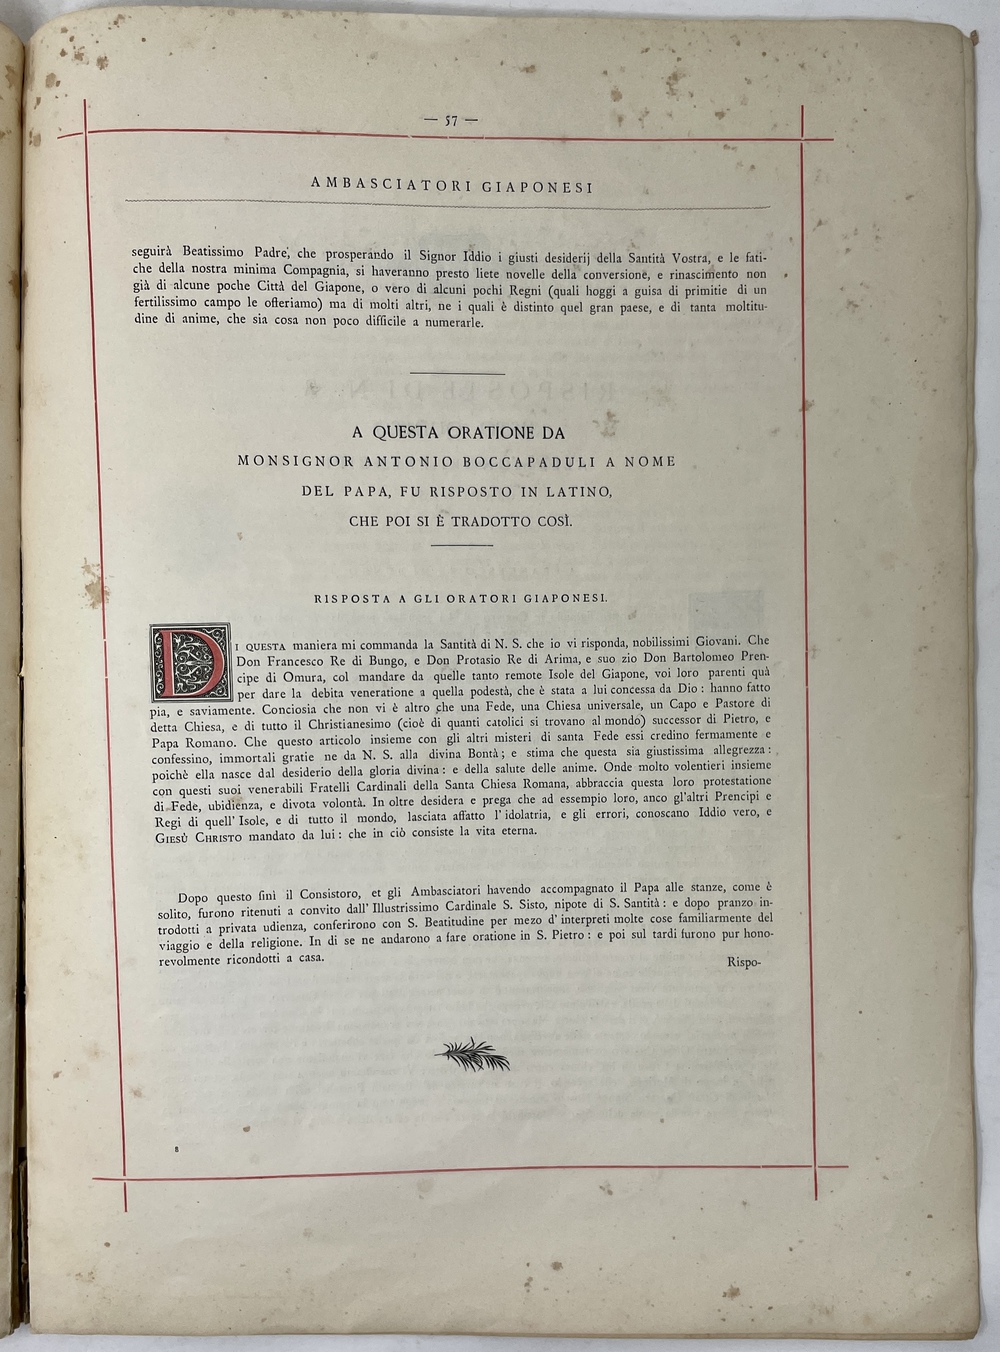 — 57 —
AMBASCIATORI GIAPONESI
seguirà Beatissimo Padre, che prosperando il Signor Iddio i giusti desiderij della Santità Vostra, e le fati-
che della nostra minima Compagnia, si haveranno presto liete novelle della conversione, e rinascimento non
già di alcune poche Città del Giapone, o vero di alcuni pochi Regni (quali hoggi a guisa di primitie di un
fertilissimo campo le offeriamo) ma di molti altri, ne i quali è distinto quel gran paese, e di tanta moltitu-
dine di anime, che sia cosa non poco difficile a numerarle.
A QUESTA ORATIONE DA
MONSIGNOR ANTONIO BOCCAPADULI A NOME
DEL PAPA, FU RISPOSTO IN LATINO,
CHE POI SI È TRADOTTO COSÌ.
RISPOSTA A GLI ORATORI GIAPONESI.
DI QUESTA maniera mi commanda la Santità di N. S. che io vi risponda, nobilissimi Giovani. Che
Don Francesco Re di Bungo, e Don Protasio Re di Arima, e suo zio Don Bartolomeo Pren-
cipe di Omura, col mandare da quelle tanto remote Isole del Giapone, voi loro parenti quà
per dare la debita veneratione a quella podestà, che è stata a lui concessa da Dio: hanno fatto
pia, e saviamente. Conciosia che non vi è altro che una Fede, una Chiesa universale, un Capo e Pastore di
detta Chiesa, e di tutto il Christianesimo (cioè di quanti catolici si trovano al mondo) successor di Pietro, e
Papa Romano. Che questo articolo insieme con gli altri misteri di santa Fede essi credino fermamente e
confessino, immortali gratie ne da N. S. alla divina Bontà; e stima che questa sia giustissima allegrezza:
poichè ella nasce dal desiderio della gloria divina: e della salute delle anime. Onde molto volentieri insieme
con questi suoi venerabili Fratelli Cardinali della Santa Chiesa Romana, abbraccia questa loro protestatione
di Fede, ubidienza, e divota volontà. In oltre desidera e prega che ad essempio loro, anco gl'altri Prencipi e
Regi di quell'Isole, e di tutto il mondo, lasciata affatto l'idolatria, e gli errori, conoscano Iddio vero, e
GIESÙ CHRISTO mandato da lui: che in ciò consiste la vita eterna.
Dopo questo finì il Consistoro, et gli Ambasciatori havendo accompagnato il Papa alle stanze, come è
solito, furono ritenuti a convito dall'Illustrissimo Cardinale S. Sisto, nipote di S. Santità: e dopo pranzo in-
trodotti a privata udienza, conferirono con S. Beatitudine per mezo d'interpreti molte cose familiarmente del
viaggio e della religione. In di se ne andarono a fare oratione in S. Pietro: e poi sul tardi furono pur hono-
revolmente ricondotti a casa.
Rispo-
8